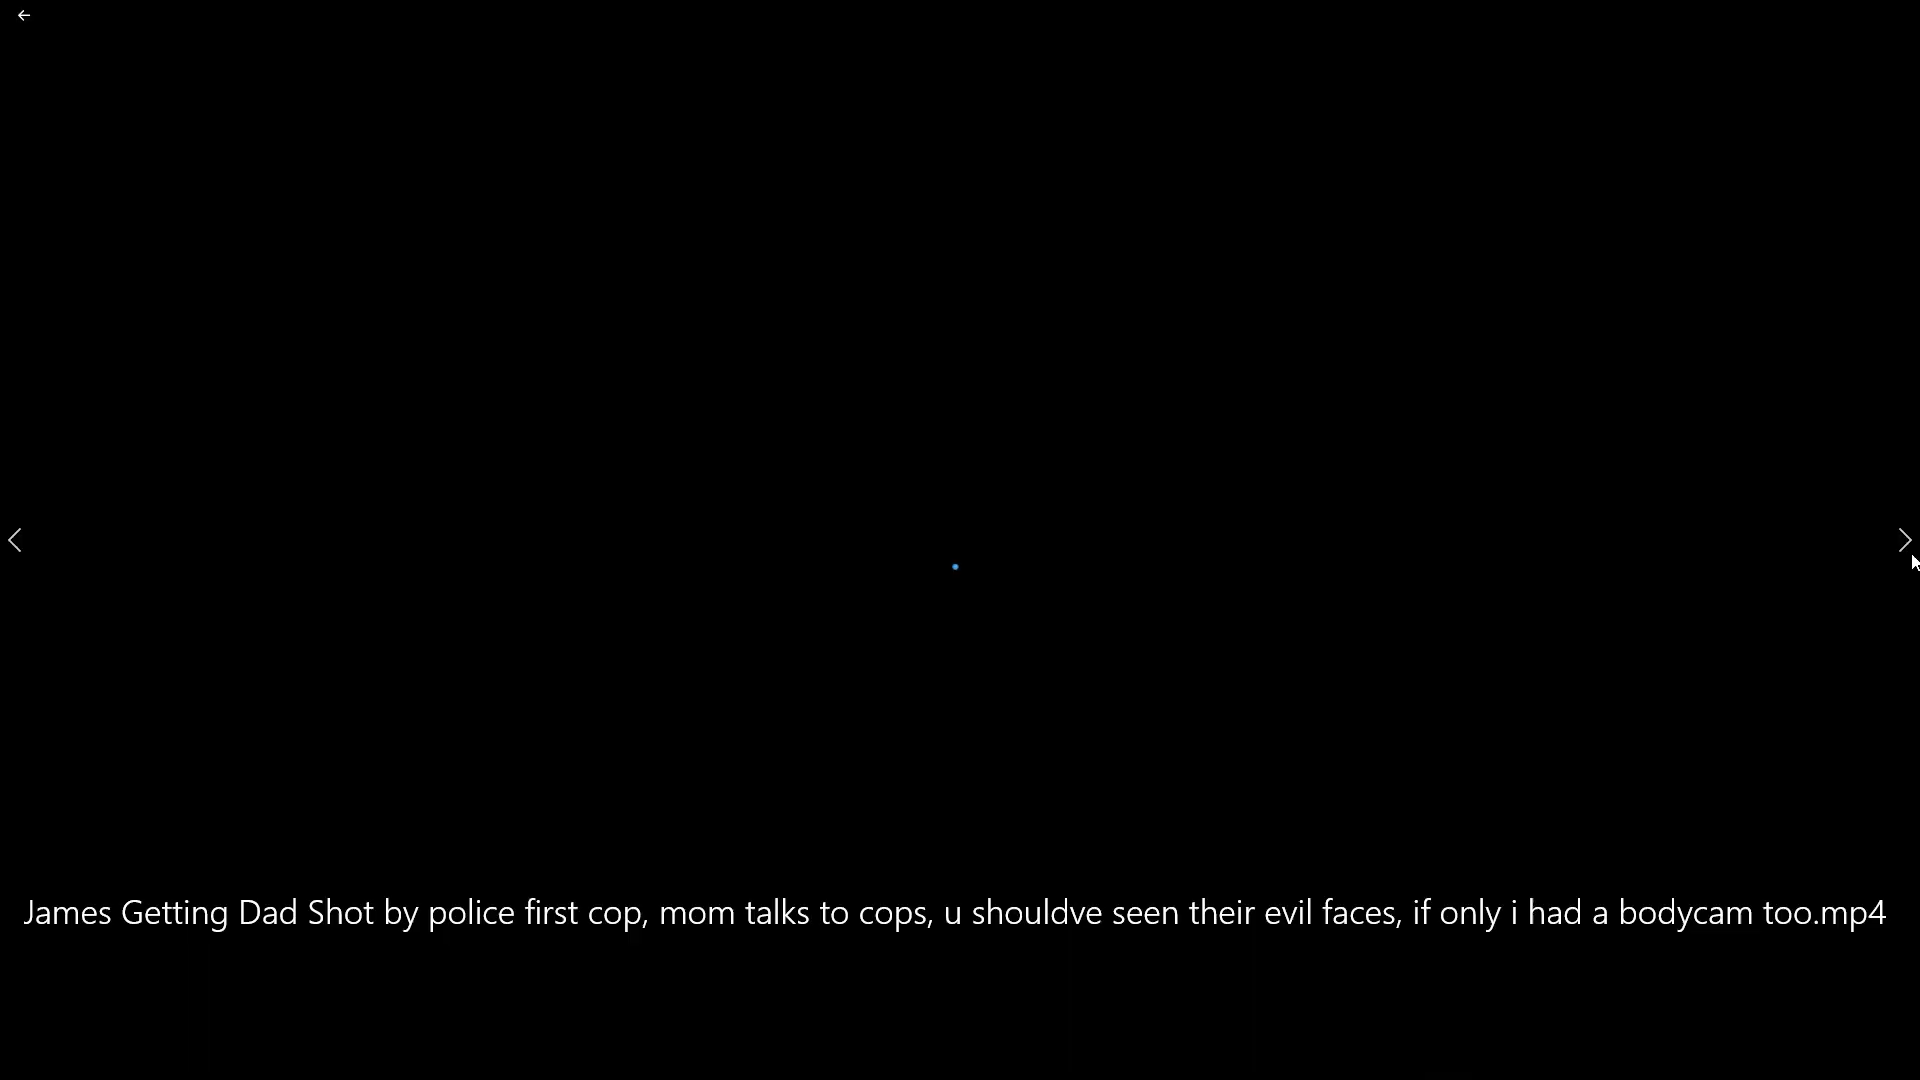 James Getting Dad Shot by police first cop, mom talks to cops, u shouldve seen their evil faces, if only i had a bodycam too.mp4